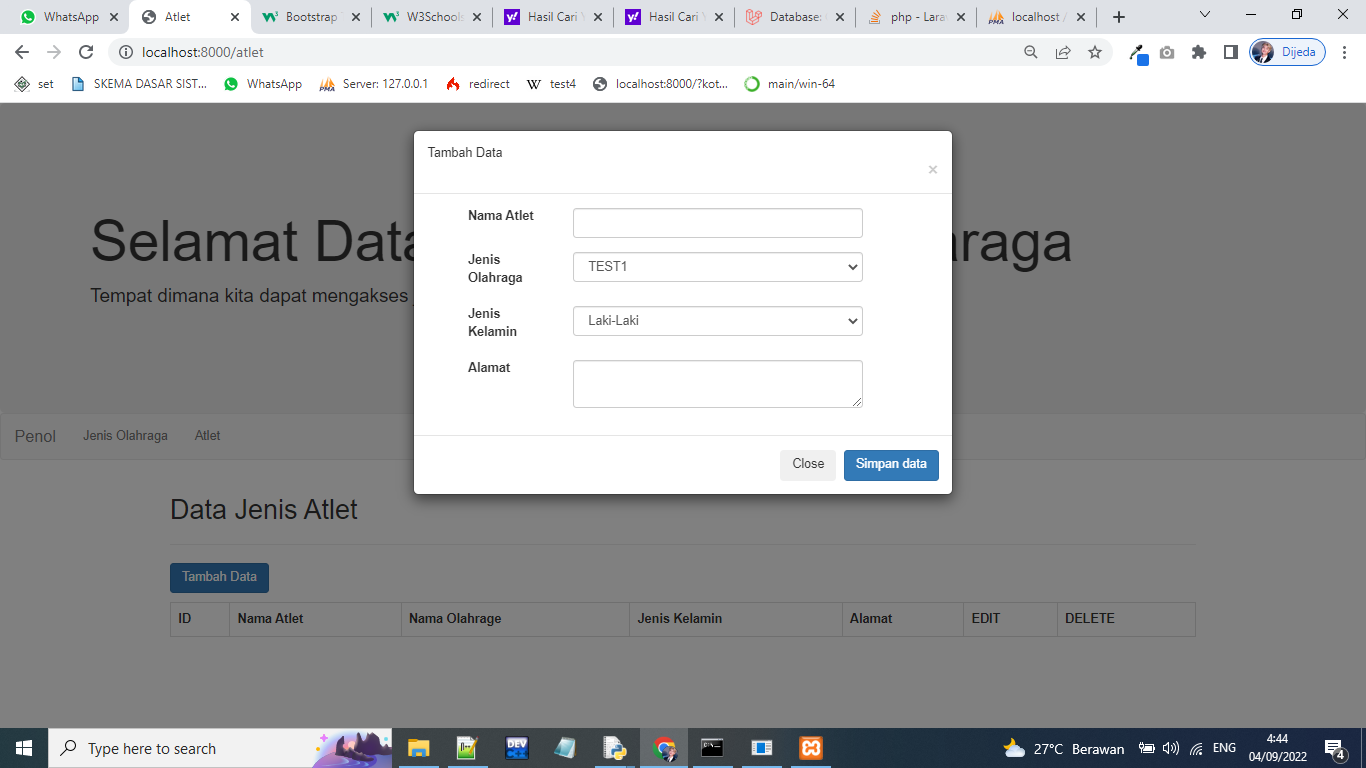 WhatsApp
Atlet
Bootstrap
W3Schools
Hasil Cari
Hasil Cari
Database:
php - Lara
localhost /
localhost:8000/atlet
Dijeda
set
SKEMA DASAR SIST...
WhatsApp
Server: 127.0.0.1
redirect
test4
localhost:8000/?kot...
main/win-64
Tambah Data
×
Nama Atlet
Jenis
Olahraga
TEST1
Jenis
Kelamin
Laki-Laki
Alamat
Close
Simpan data
Selamat Data
araga
Tempat dimana kita dapat mengakses
Penol
Jenis Olahraga
Atlet
Data Jenis Atlet
Tambah Data
ID
Nama Atlet
Nama Olahrage
Jenis Kelamin
Alamat
EDIT
DELETE
Type here to search
DEV
27°C Berawan
ENG
4:44
04/09/2022
4